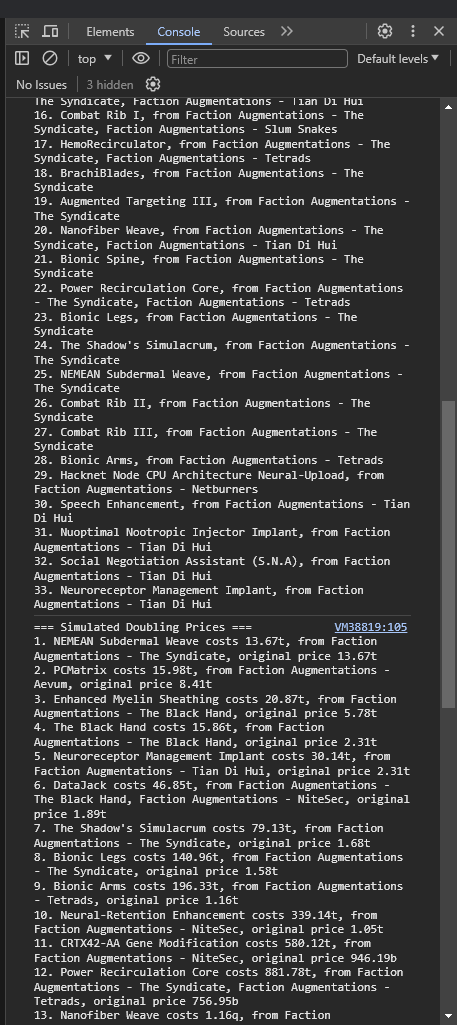 Elements Console Sources
top Filter Default levels
No Issues 3 hidden
The Syndicate, Faction Augmentations - Tian Di Hui
16. Combat Rib I, from Faction Augmentations - The
Syndicate, Faction Augmentations - Slum Snakes
17. HemoRecirculator, from Faction Augmentations - The
Syndicate, Faction Augmentations - Tetrads
18. BrachiBlades, from Faction Augmentations - The
Syndicate
19. Augmented Targeting III, from Faction Augmentations -
The Syndicate
20. Nanofiber Weave, from Faction Augmentations - The
Syndicate, Faction Augmentations - Tian Di Hui
21. Bionic Spine, from Faction Augmentations - The
Syndicate
22. Power Recirculation Core, from Faction Augmentations
- The Syndicate, Faction Augmentations - Tetrads
23. Bionic Legs, from Faction Augmentations - The
Syndicate
24. The Shadow's Simulacrum, from Faction Augmentations -
The Syndicate
25. NEMEAN Subdermal Weave, from Faction Augmentations -
The Syndicate
26. Combat Rib II, from Faction Augmentations - The
Syndicate
27. Combat Rib III, from Faction Augmentations - The
Syndicate
28. Bionic Arms, from Faction Augmentations - Tetrads
29. Hacknet Node CPU Architecture Neural-Upload, from
Faction Augmentations - Netburners
30. Speech Enhancement, from Faction Augmentations - Tian
Di Hui
31. Nuoptimal Nootropic Injector Implant, from Faction
Augmentations - Tian Di Hui
32. Social Negotiation Assistant (S.N.A), from Faction
Augmentations - Tian Di Hui
33. Neuroreceptor Management Implant, from Faction
Augmentations - Tian Di Hui
=== Simulated Doubling Prices === VM38819:105
1. NEMEAN Subdermal Weave costs 13.67t, from Faction
Augmentations - The Syndicate, original price 13.67t
2. PCMatrix costs 15.98t, from Faction Augmentations -
Aevum, original price 8.41t
3. Enhanced Myelin Sheathing costs 20.87t, from Faction
Augmentations - The Black Hand, original price 5.78t
4. The Black Hand costs 15.86t, from Faction
Augmentations - The Black Hand, original price 2.31t
5. Neuroreceptor Management Implant costs 30.14t, from
Faction Augmentations - Tian Di Hui, original price 2.31t
6. DataJack costs 46.85t, from Faction Augmentations -
The Black Hand, Faction Augmentations - NiteSec, original
price 1.89t
7. The Shadow's Simulacrum costs 79.13t, from Faction
Augmentations - The Syndicate, original price 1.68t
8. Bionic Legs costs 140.96t, from Faction Augmentations
- The Syndicate, original price 1.58t
9. Bionic Arms costs 196.33t, from Faction Augmentations
- Tetrads, original price 1.16t
10. Neural-Retention Enhancement costs 339.14t, from
Faction Augmentations - NiteSec, original price 1.05t
11. CRTX42-AA Gene Modification costs 580.12t, from
Faction Augmentations - NiteSec, original price 946.19b
12. Power Recirculation Core costs 881.78t, from Faction
Augmentations - The Syndicate, Faction Augmentations -
Tetrads, original price 756.95b
13. Nanofiber Weave costs 1.16q, from Faction